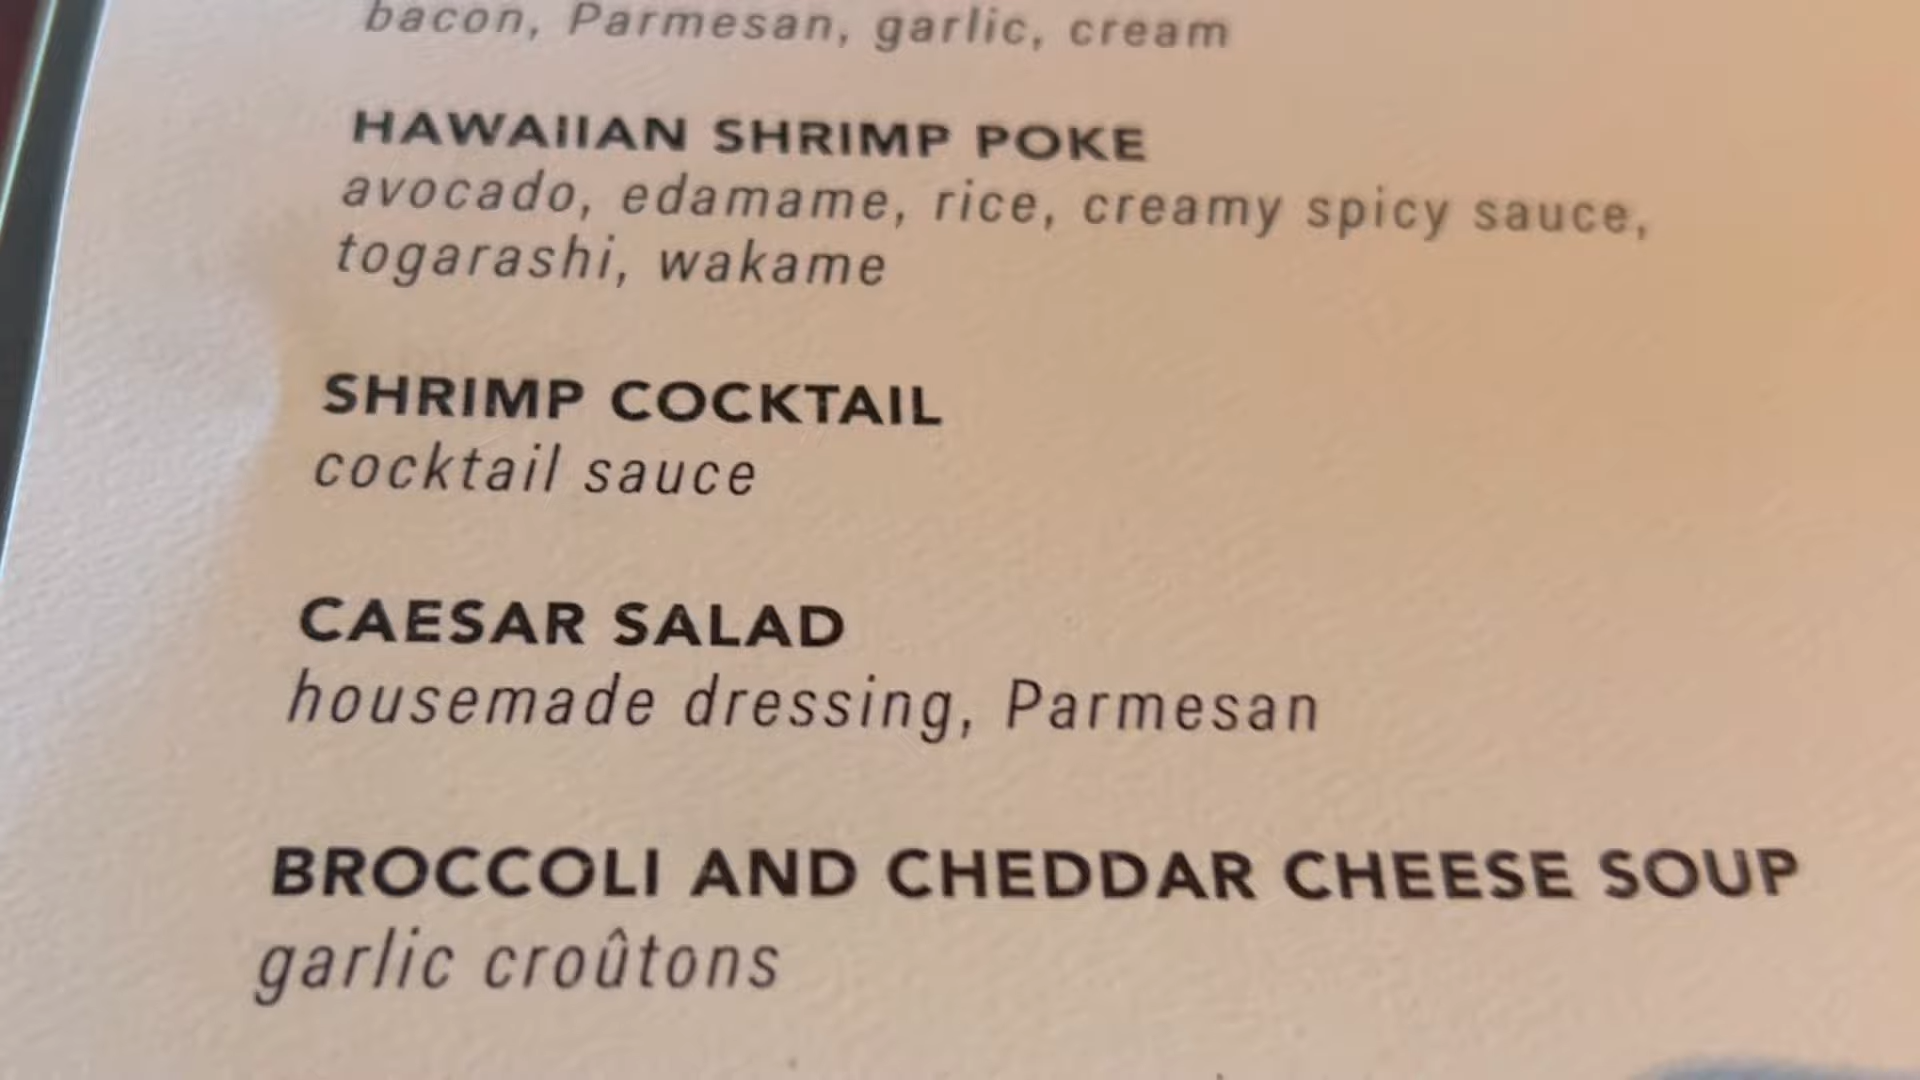 bacon, Parmesan, garlic, cream
HAWAIIAN SHRIMP POKE
avocado, edamame, rice, creamy spicy sauce,
togarashi, wakame
SHRIMP COCKTAIL
cocktail sauce
CAESAR SALAD
housemade dressing, Parmesan
BROCCOLI AND CHEDDAR CHEESE SOUP
garlic croûtons